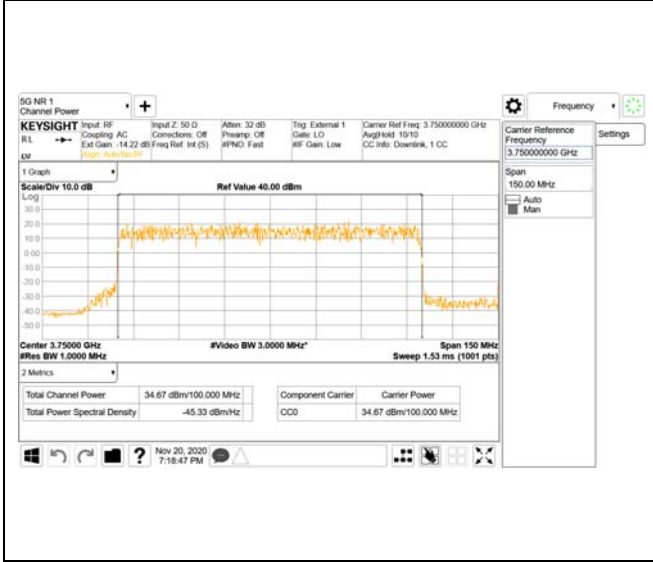 5G NR 1
Channel Power
Frequency
KEYSIGHT
RL
Input: RF
Coupling: AC
Ext Gain: -14.22 dB
Align: Auto/No RF
Input Z: 50 Ω
Corrections: Off
Freq Ref: Int (S)
Atten: 32 dB
Preamp: Off
#PNO: Fast
Trig: External 1
Gate: LO
#IF Gain: Low
Carrier Ref Freq: 3.750000000 GHz
Avg|Hold: 10/10
CC Info: Downlink, 1 CC
Carrier Reference
Frequency
3.750000000 GHz
Settings
Span
150.00 MHz
Auto
Man
1 Graph
Scale/Div 10.0 dB
Ref Value 40.00 dBm
Log
30.0
20.0
10.0
0.00
-10.0
-20.0
-30.0
-40.0
-50.0
Center 3.75000 GHz
#Video BW 3.0000 MHz*
Span 150 MHz
#Res BW 1.0000 MHz
Sweep 1.53 ms (1001 pts)
2 Metrics
Total Channel Power 34.67 dBm/100.000 MHz
Total Power Spectral Density -45.33 dBm/Hz
Component Carrier Carrier Power
CC0 34.67 dBm/100.000 MHz
Nov 20, 2020
7:18:47 PM